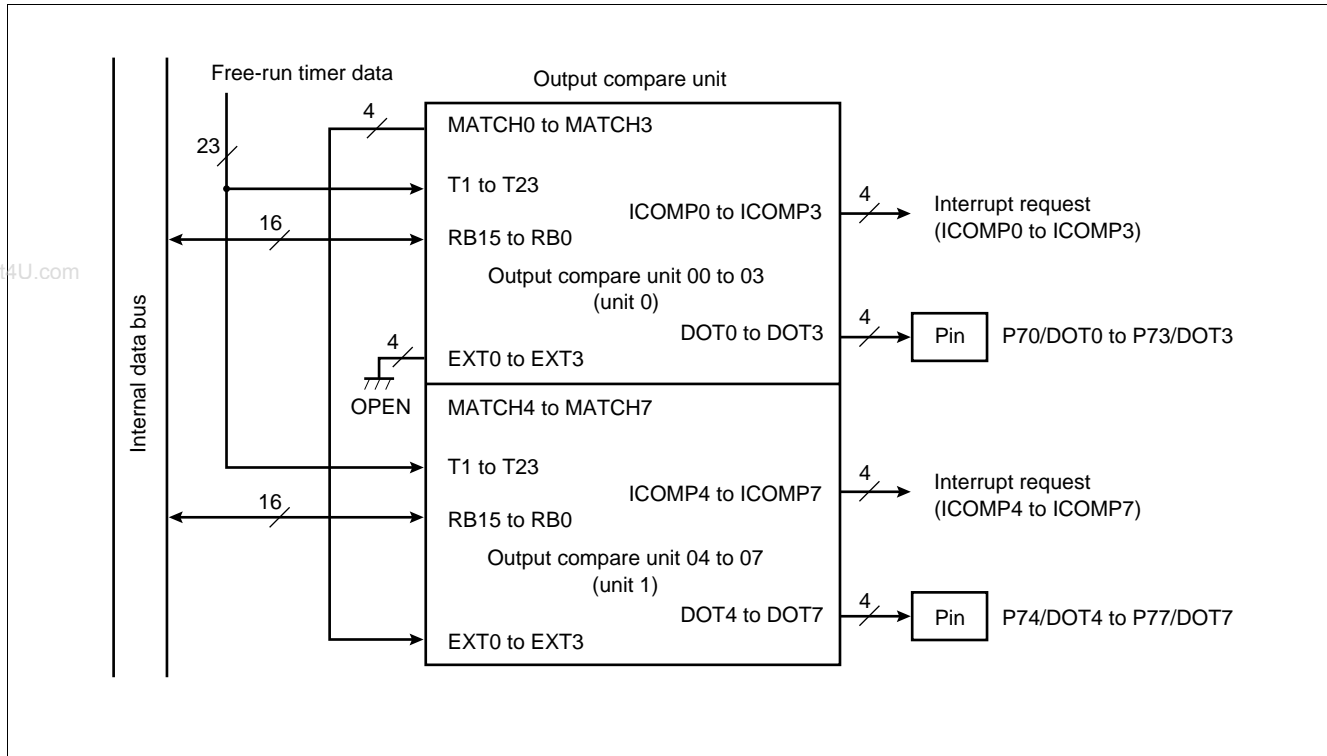 Free-run timer data
Output compare unit
4
MATCH0 to MATCH3
23
T1 to T23
ICOMP0 to ICOMP3
4
Interrupt request
(ICOMP0 to ICOMP3)
16
RB15 to RB0
t4U.com
Output compare unit 00 to 03
(unit 0)
Internal data bus
DOT0 to DOT3
4
Pin
P70/DOT0 to P73/DOT3
4
EXT0 to EXT3
OPEN
MATCH4 to MATCH7
T1 to T23
ICOMP4 to ICOMP7
4
Interrupt request
(ICOMP4 to ICOMP7)
16
RB15 to RB0
Output compare unit 04 to 07
(unit 1)
DOT4 to DOT7
4
Pin
P74/DOT4 to P77/DOT7
EXT0 to EXT3